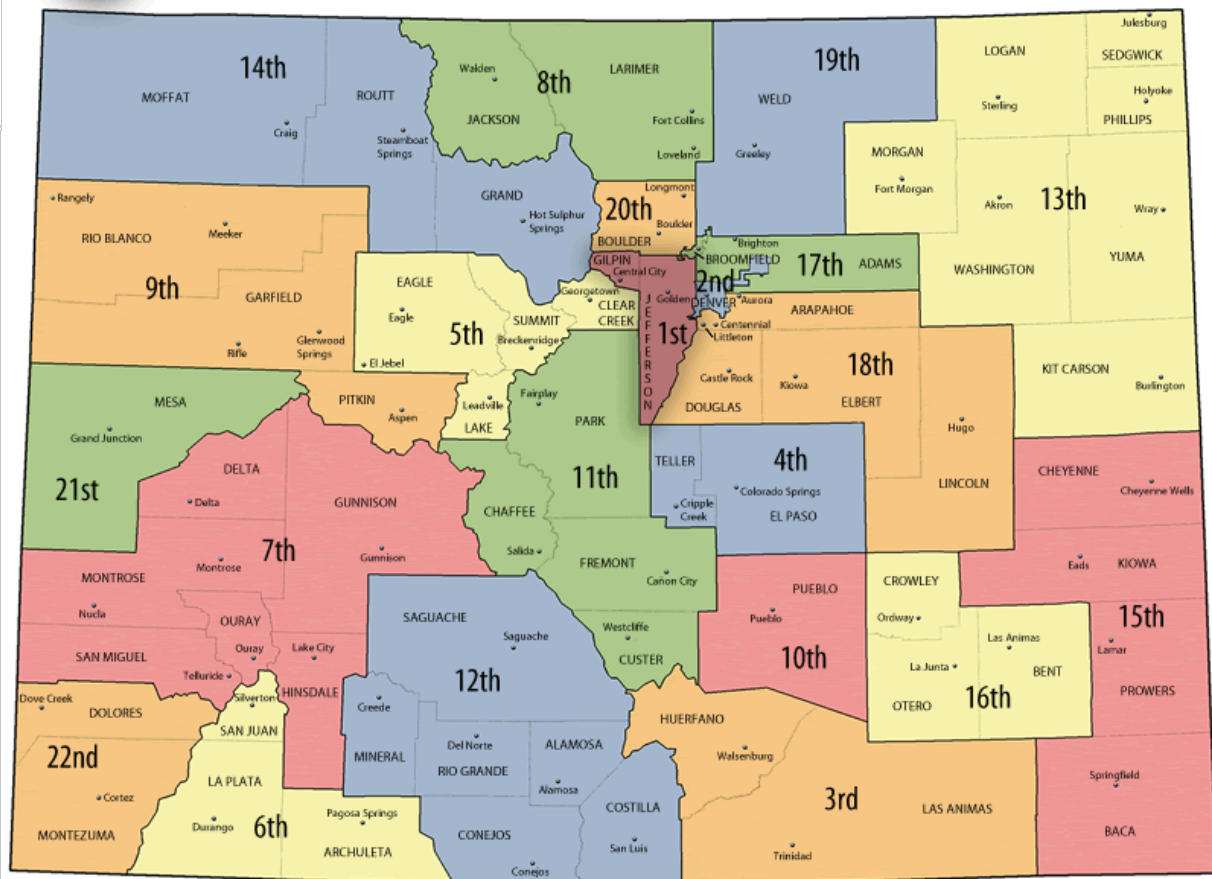 Julesburg
14th
8th
19th
LOGAN
SEDGWICK
Walden
LARIMER
MOFFAT
ROUTT
WELD
Holyoke
Sterling
JACKSON
Fort Collins
PHILLIPS
Craig
Steamboat
Springs
Loveland
Greeley
MORGAN
Fort Morgan
GRAND
Longmont
Rangely
Akron
13th
Wray
20th
Hot Sulphur
Springs
Boulder
RIO BLANCO
Meeker
BOULDER
Brighton
GILPIN
BROOMFIELD
17th
ADAMS
YUMA
WASHINGTON
Central City
9th
EAGLE
2nd
GARFIELD
Georgetown
Golden
DENVER
Aurora
CLEAR
CREEK
ARAPAHOE
Eagle
SUMMIT
5th
JEFFERSON
1st
Centennial
Littleton
Glenwood
Springs
Breckenridge
Rifle
El Jebel
18th
KIT CARSON
Castle Rock
Kiowa
Burlington
MESA
PITKIN
Fairplay
Leadville
DOUGLAS
ELBERT
Aspen
LAKE
PARK
Hugo
Grand Junction
TELLER
4th
DELTA
11th
CHEYENNE
21st
LINCOLN
Cheyenne Wells
Delta
GUNNISON
Colorado Springs
CHAFFEE
Cripple
Creek
EL PASO
7th
Salida
Gunnison
FREMONT
Eads
KIOWA
Montrose
MONTROSE
Cañon City
CROWLEY
PUEBLO
Nucla
SAGUACHE
Pueblo
Ordway
15th
OURAY
Westcliffe
Saguache
Las Animas
Lamar
Ouray
Lake City
SAN MIGUEL
CUSTER
10th
La Junta
BENT
Telluride
12th
PROWERS
Dove Creek
Silverton
HINSDALE
16th
DOLORES
Creede
OTERO
HUERFANO
SAN JUAN
Del Norte
ALAMOSA
22nd
MINERAL
Walsenburg
RIO GRANDE
Springfield
LA PLATA
Alamosa
Cortez
3rd
COSTILLA
LAS ANIMAS
Pagosa Springs
6th
Durango
BACA
MONTEZUMA
CONEJOS
San Luis
ARCHULETA
Trinidad
Conejos